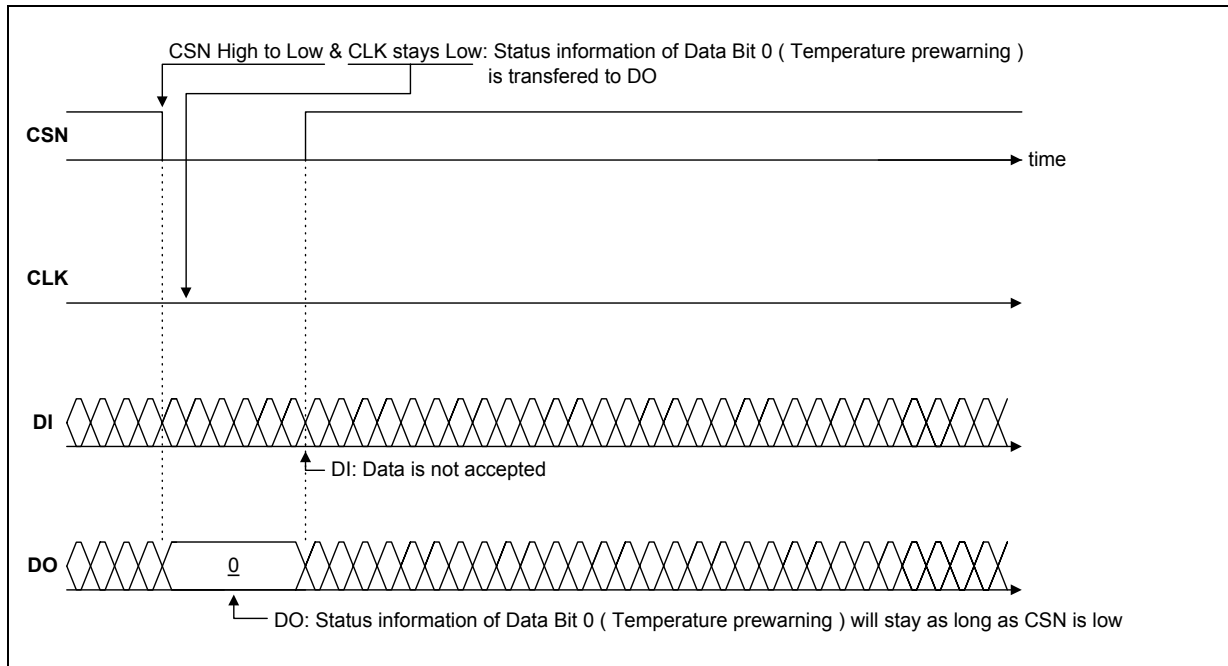 CSN High to Low & CLK stays Low: Status information of Data Bit 0 ( Temperature prewarning )
is transfered to DO
CSN
time
CLK
DI
DI: Data is not accepted
DO
0
DO: Status information of Data Bit 0 ( Temperature prewarning ) will stay as long as CSN is low